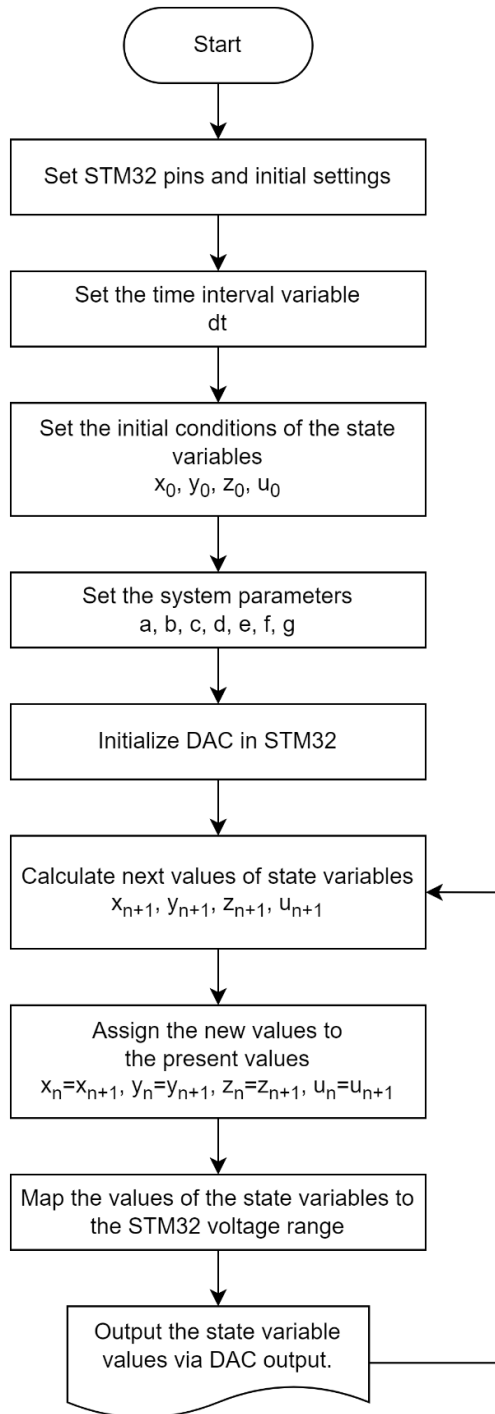 Start
Set STM32 pins and initial settings
Set the time interval variable
dt
Set the initial conditions of the state
variables
x₀, y₀, z₀, u₀
Set the system parameters
a, b, c, d, e, f, g
Initialize DAC in STM32
Calculate next values of state variables
xₙ₊₁, yₙ₊₁, zₙ₊₁, uₙ₊₁
Assign the new values to
the present values
xₙ=xₙ₊₁, yₙ=yₙ₊₁, zₙ=zₙ₊₁, uₙ=uₙ₊₁
Map the values of the state variables to
the STM32 voltage range
Output the state variable
values via DAC output.